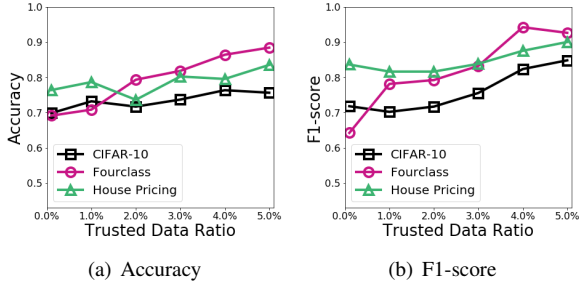 1.0
0.9
0.8
0.7
0.6
0.5
Accuracy
CIFAR-10
Fourclass
House Pricing
0.0% 1.0% 2.0% 3.0% 4.0% 5.0%
Trusted Data Ratio
(a) Accuracy
1.0
0.9
0.8
0.7
0.6
0.5
F1-score
CIFAR-10
Fourclass
House Pricing
0.0% 1.0% 2.0% 3.0% 4.0% 5.0%
Trusted Data Ratio
(b) F1-score